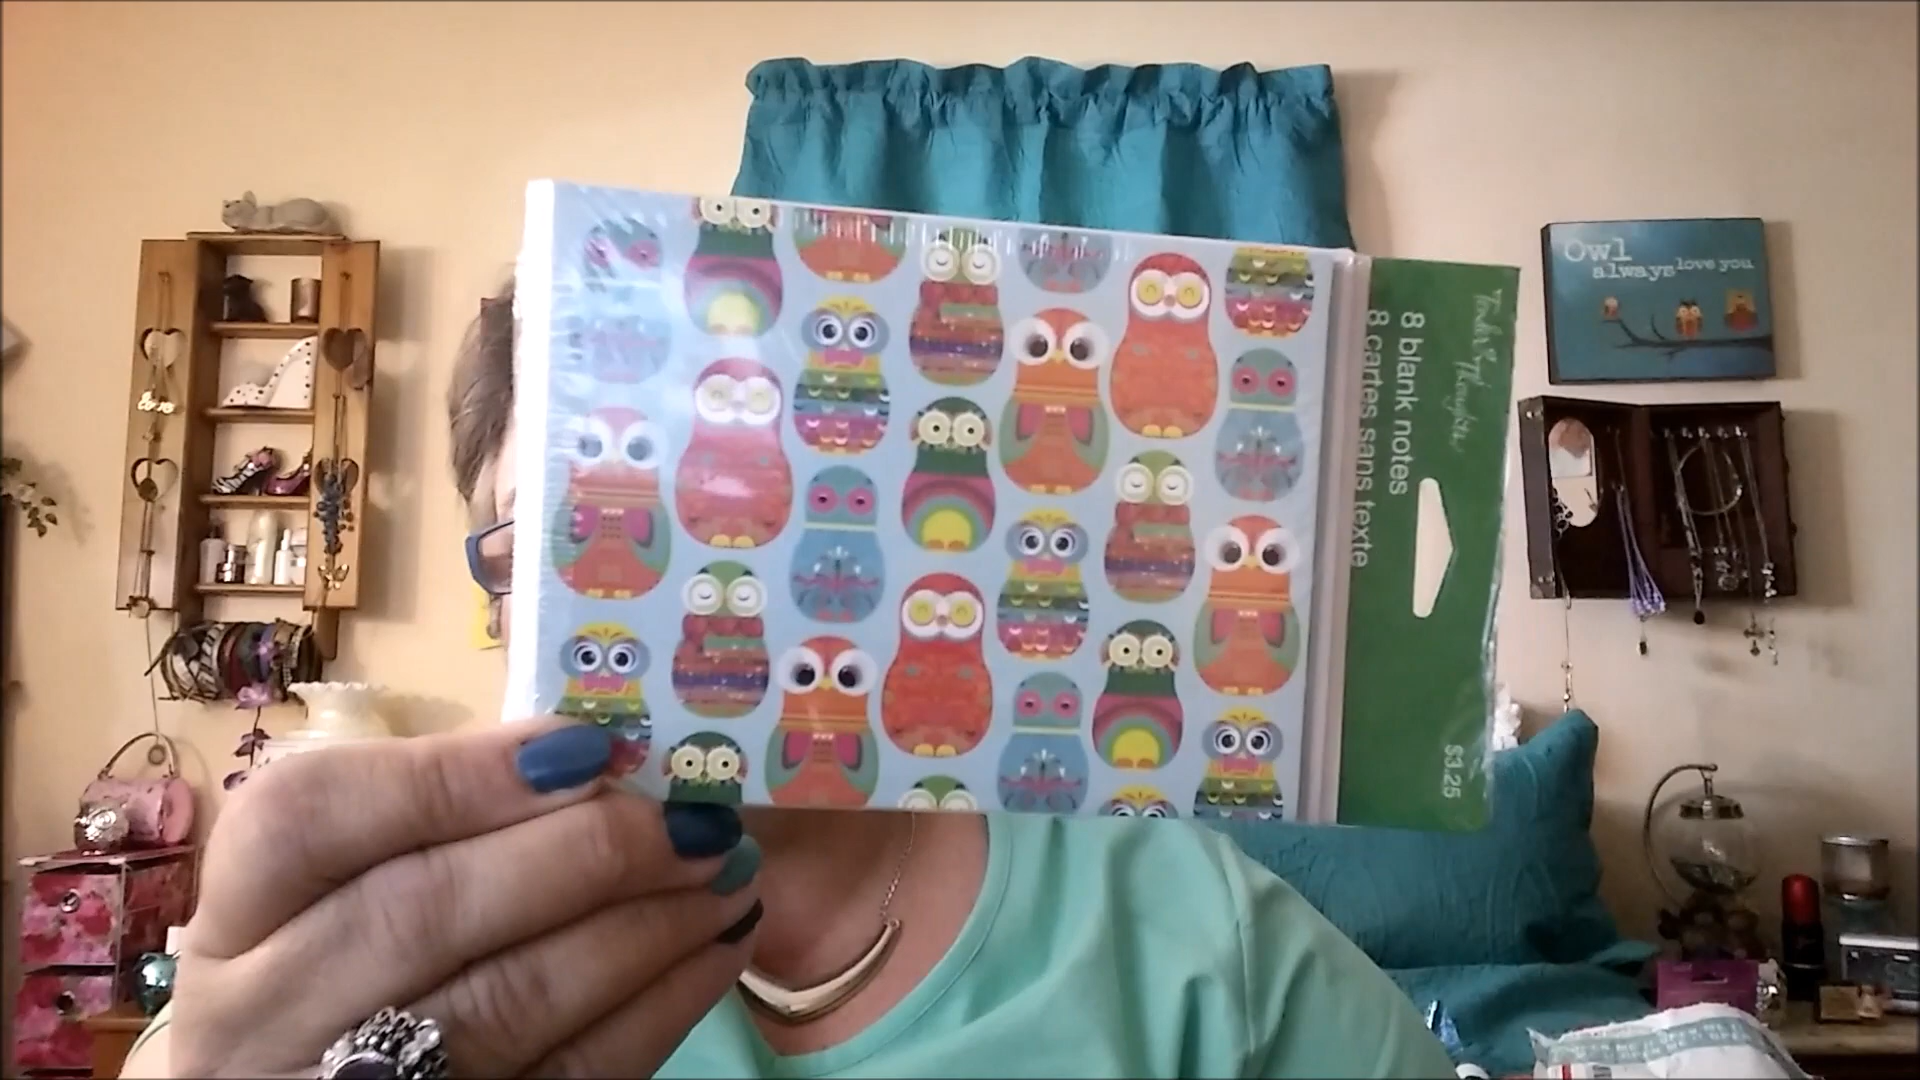 Owl
always love you
Tender Thoughts
8 blank notes
8 cartes sans texte
$3.25
love